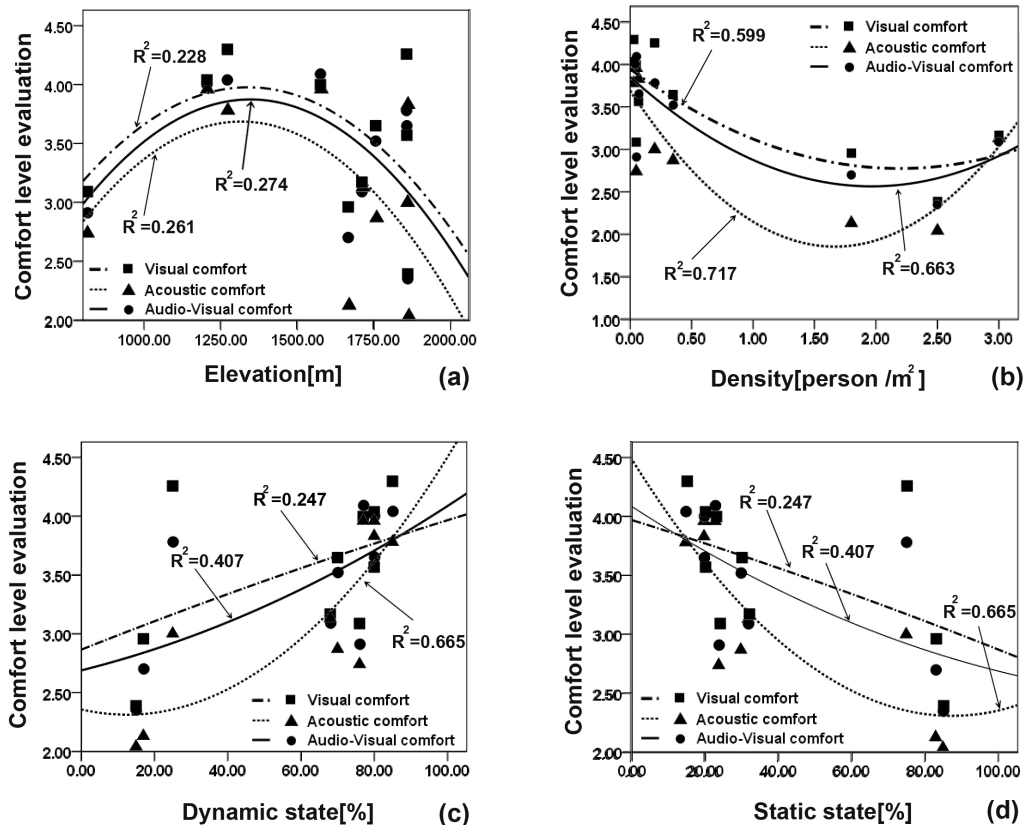 Comfort level evaluation
4.50
4.00
3.50
3.00
2.50
2.00
R²=0.228
R²=0.274
R²=0.261
Visual comfort
Acoustic comfort
Audio-Visual comfort
1000.00 1250.00 1500.00 1750.00 2000.00
Elevation[m]
(a)
Comfort level evaluation
4.50
4.00
3.50
3.00
2.50
2.00
1.50
1.00
R²=0.599
R²=0.717
R²=0.663
Visual comfort
Acoustic comfort
Audio-Visual comfort
0.00 0.50 1.00 1.50 2.00 2.50 3.00
Density[person /m²]
(b)
Comfort level evaluation
4.50
4.00
3.50
3.00
2.50
2.00
R²=0.247
R²=0.407
R²=0.665
Visual comfort
Acoustic comfort
Audio-Visual comfort
0.00 20.00 40.00 60.00 80.00 100.00
Dynamic state[%]
(c)
Comfort level evaluation
4.50
4.00
3.50
3.00
2.50
2.00
R²=0.247
R²=0.407
R²=0.665
Visual comfort
Acoustic comfort
Audio-Visual comfort
0.00 20.00 40.00 60.00 80.00 100.00
Static state[%]
(d)